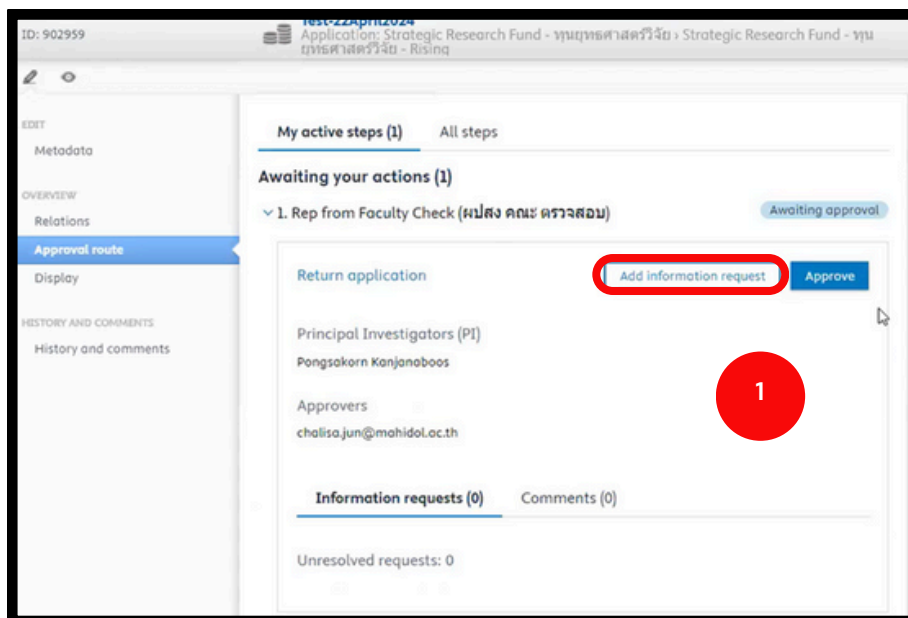 ID: 902959
Test-22April2024
Application: Strategic Research Fund - ทุนยุทธศาสตร์วิจัย › Strategic Research Fund - ทุน
ยุทธศาสตร์วิจัย - Rising
EDIT
Metadata
OVERVIEW
Relations
Approval route
Display
HISTORY AND COMMENTS
History and comments
My active steps (1) All steps
Awaiting your actions (1)
1. Rep from Faculty Check (ผปสง คณะ ตรวจสอบ) Awaiting approval
Return application Add information request Approve
Principal Investigators (PI)
Pongsakorn Kanjanaboos
1
Approvers
chalisa.jun@mahidol.ac.th
Information requests (0) Comments (0)
Unresolved requests: 0